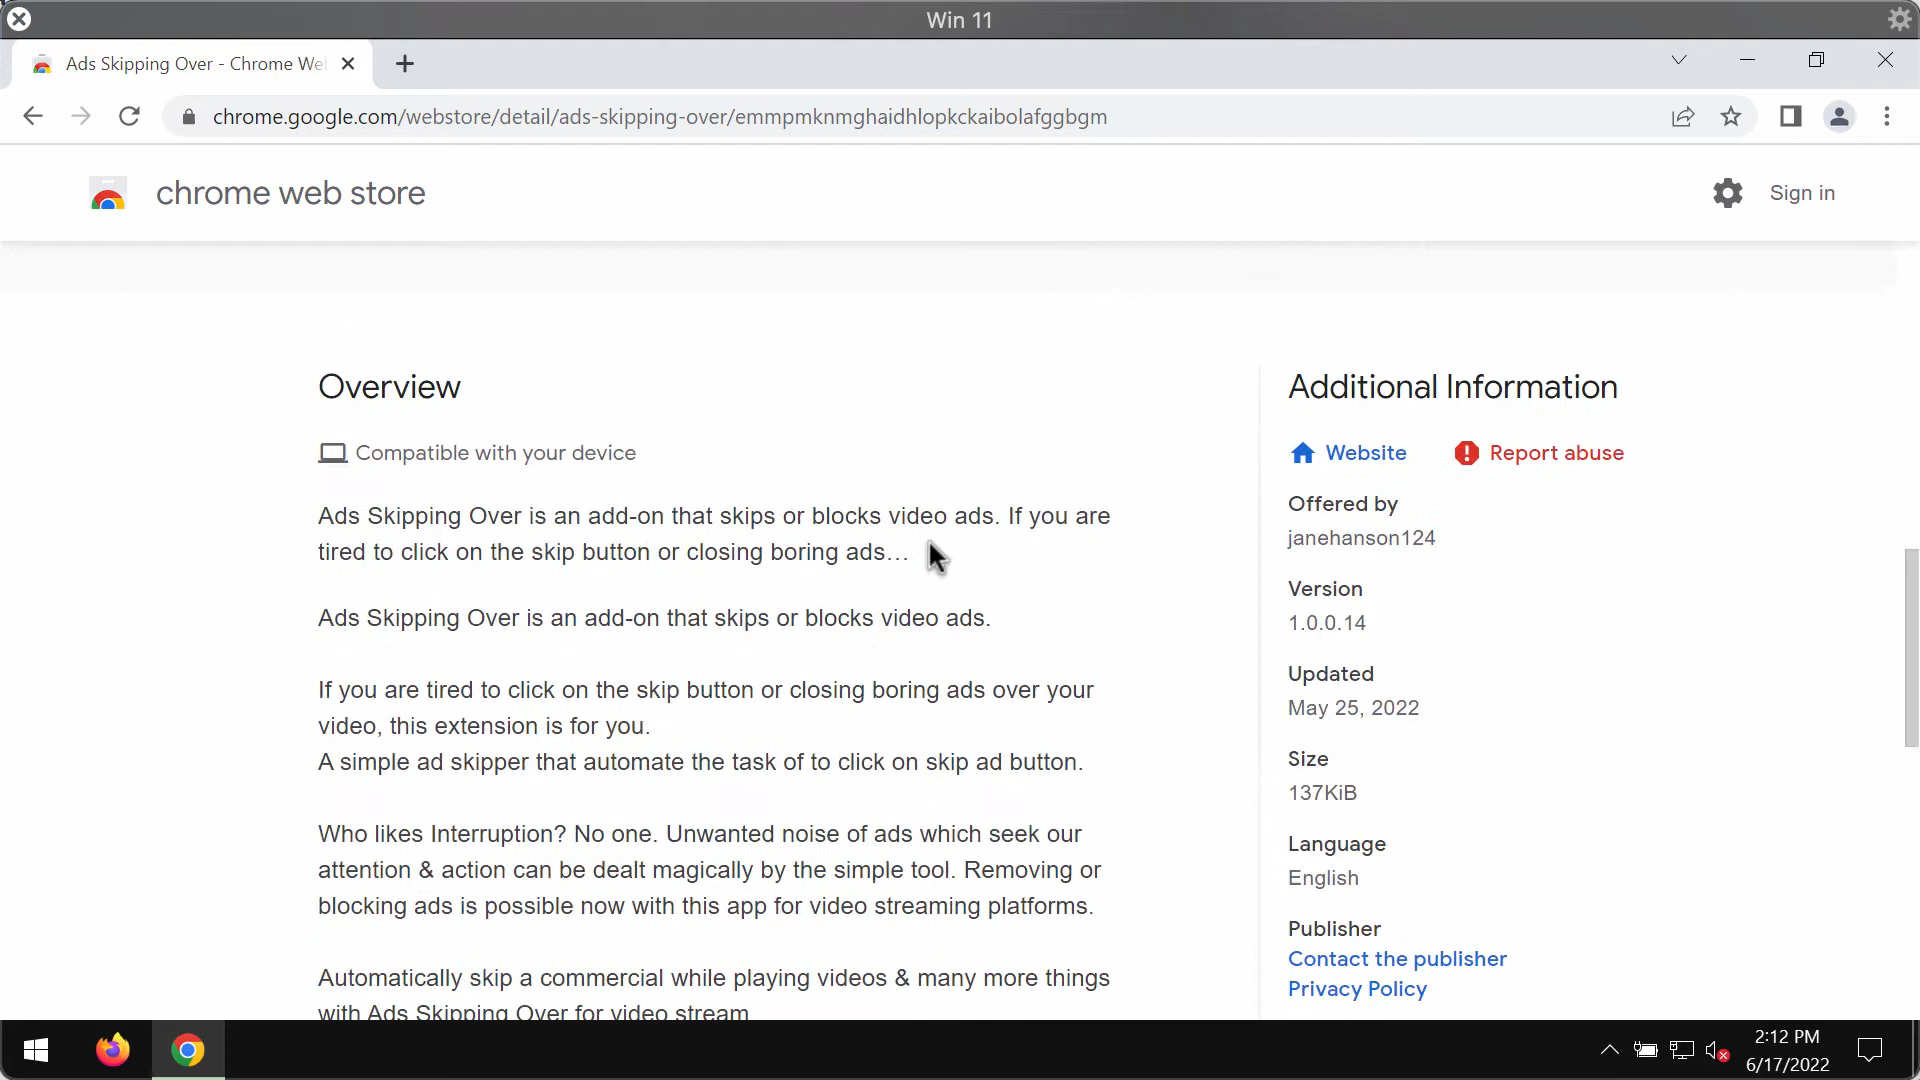 Win 11
Ads Skipping Over - Chrome We
chrome.google.com/webstore/detail/ads-skipping-over/emmpmknmghaidhlopkckaibolafggbgm
chrome web store
Sign in
Overview
Compatible with your device
Ads Skipping Over is an add-on that skips or blocks video ads. If you are
tired to click on the skip button or closing boring ads...
Ads Skipping Over is an add-on that skips or blocks video ads.
If you are tired to click on the skip button or closing boring ads over your
video, this extension is for you.
A simple ad skipper that automate the task of to click on skip ad button.
Who likes Interruption? No one. Unwanted noise of ads which seek our
attention & action can be dealt magically by the simple tool. Removing or
blocking ads is possible now with this app for video streaming platforms.
Automatically skip a commercial while playing videos & many more things
with Ads Skipping Over for video stream
Additional Information
Website
Report abuse
Offered by
janehanson124
Version
1.0.0.14
Updated
May 25, 2022
Size
137KiB
Language
English
Publisher
Contact the publisher
Privacy Policy
2:12 PM
6/17/2022